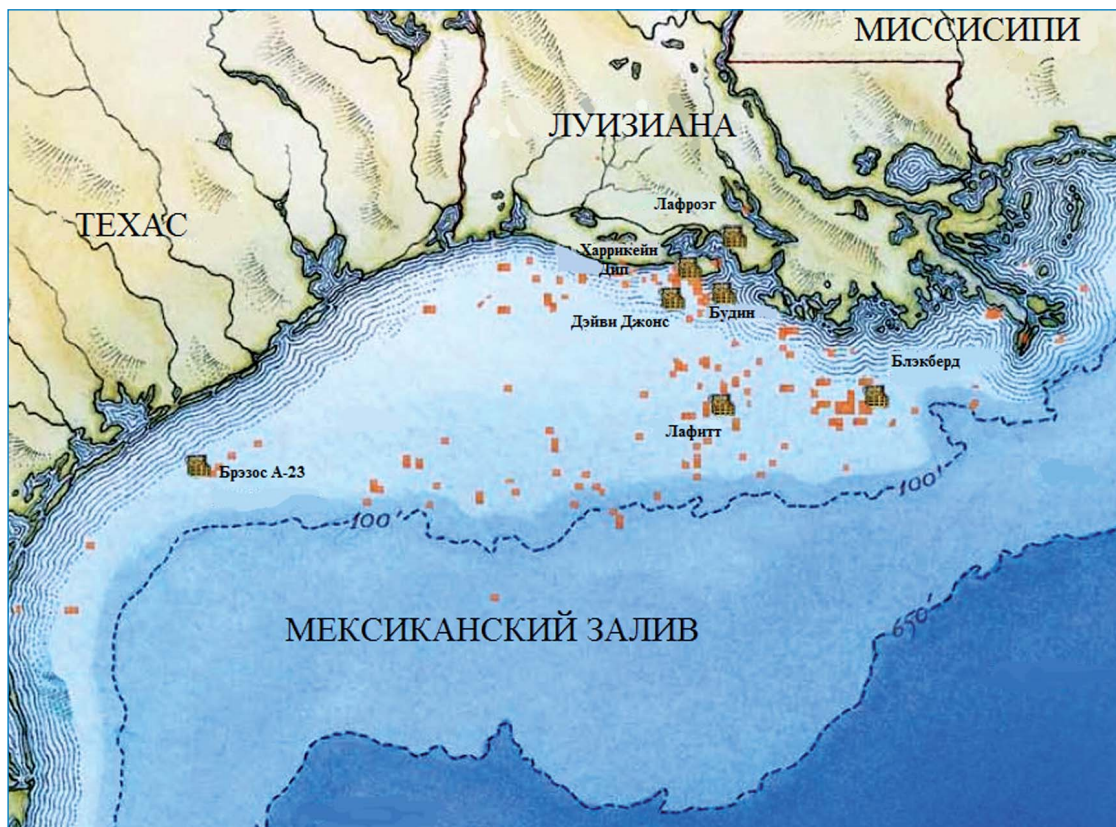 МИССИСИПИ
ЛУИЗИАНА
Лафроэг
ТЕХАС
Харрикейн
Дип
Будин
Дэйви Джонс
Блэкберд
Лафитт
Брэзос А-23
100'
100'
МЕКСИКАНСКИЙ ЗАЛИВ
650'